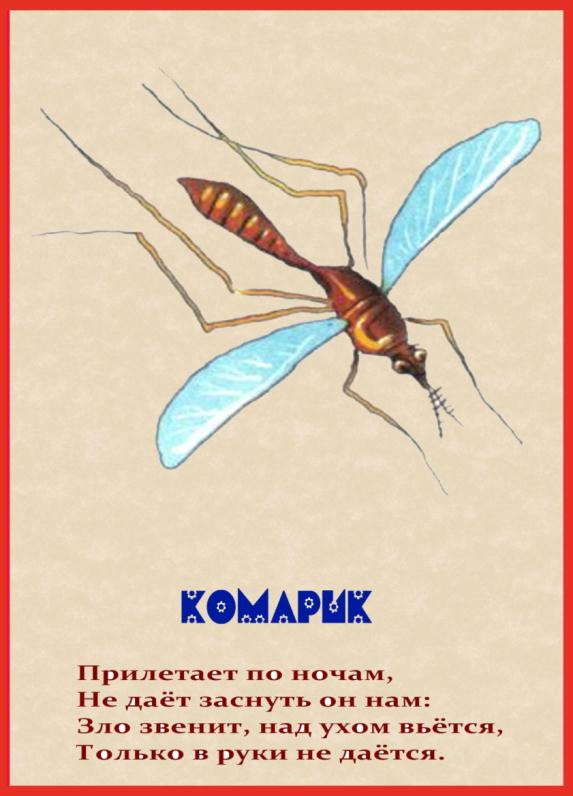 КОМАРИК
Прилетает по ночам,
Не даёт заснуть он нам:
Зло звенит, над ухом вьётся,
Только в руки не даётся.